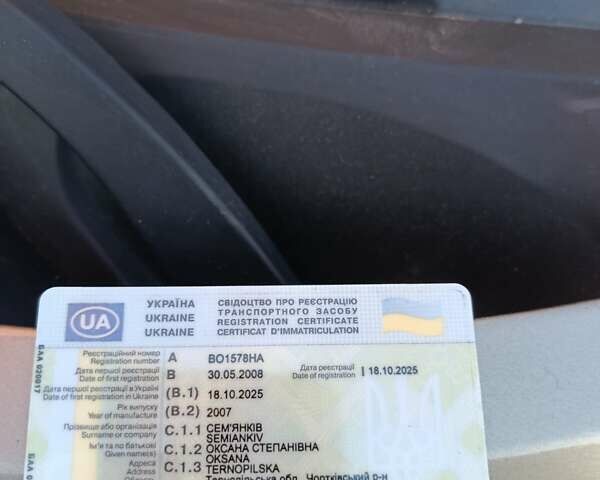 УКРАЇНА
UKRAINE
UKRAINE
СВІДОЦТВО ПРО РЕЄСТРАЦІЮ
ТРАНСПОРТНОГО ЗАСОБУ
REGISTRATION CERTIFICATE
CERTIFICAT D'IMMATRICULATION
UA
Реєстраційний номер
Registration number
A BO1578HA
Дата першої реєстрації
Date of first registration
B 30.05.2008
Дата реєстрації
Date of registration
I 18.10.2025
Дата першої реєстрації в Україні
Date of first registration in Ukraine
(B.1) 18.10.2025
Рік випуску
Year of manufacture
(B.2) 2007
Прізвище або організація
Surname or company
C.1.1 СЕМ'ЯНКІВ
SEMIANKIV
Ім'я та по батькові
Given name(s)
C.1.2 ОКСАНА СТЕПАНІВНА
OKSANA
Адреса
Address
C.1.3 TERNOPILSKA
Тернопільська обл. Чортківський р-н